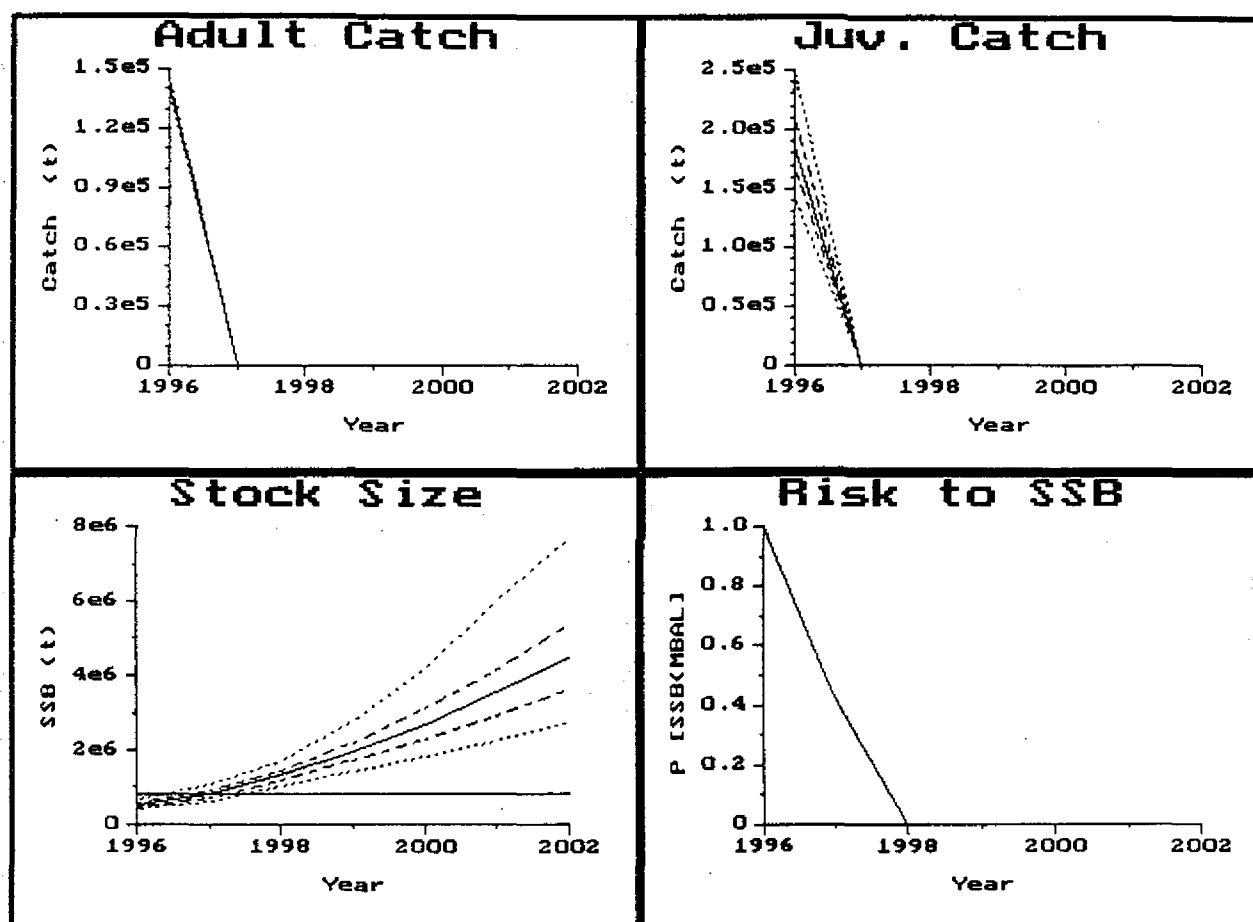 Adult Catch
1.5e5
1.2e5
0.9e5
0.6e5
0.3e5
0
Catch (t)
1996 1998 2000 2002
Year
Juv. Catch
2.5e5
2.0e5
1.5e5
1.0e5
0.5e5
0
Catch (t)
1996 1998 2000 2002
Year
Stock Size
8e6
6e6
4e6
2e6
0
SSB (t)
1996 1998 2000 2002
Year
Risk to SSB
1.0
0.8
0.6
0.4
0.2
0
P [SSB<MBAL]
1996 1998 2000 2002
Year